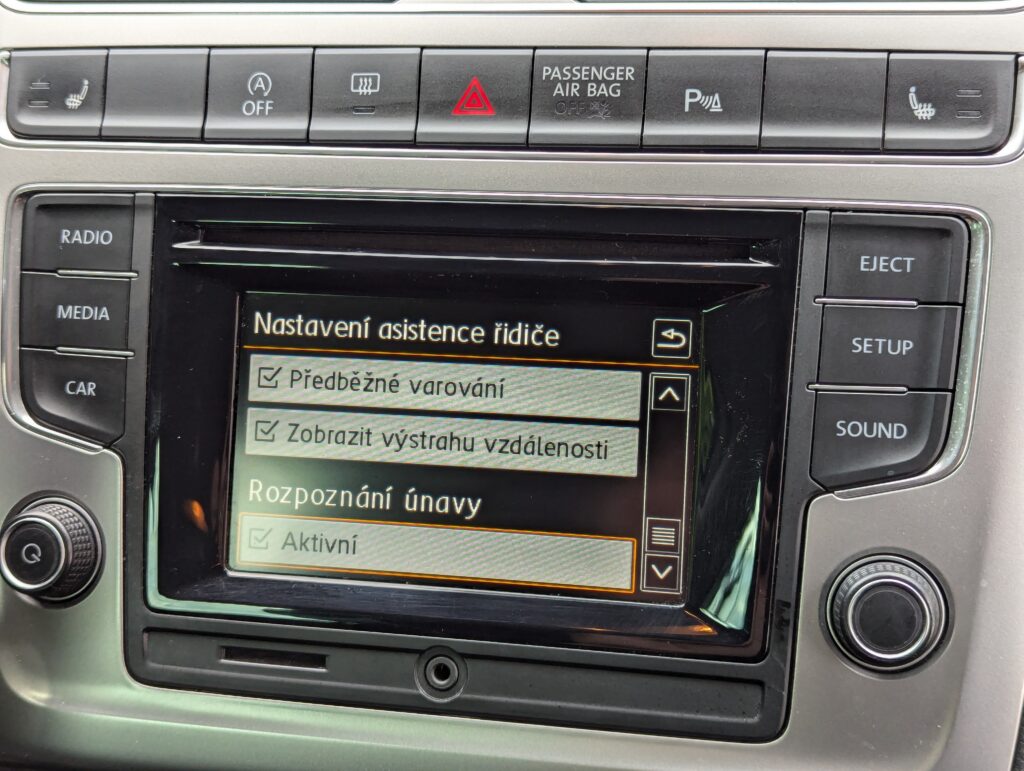 A
OFF
PASSENGER
AIR BAG
OFF
P
RADIO
MEDIA
CAR
Nastavení asistence řidiče
Předběžné varování
Zobrazit výstrahu vzdálenosti
Rozpoznání únavy
Aktivní
EJECT
SETUP
SOUND